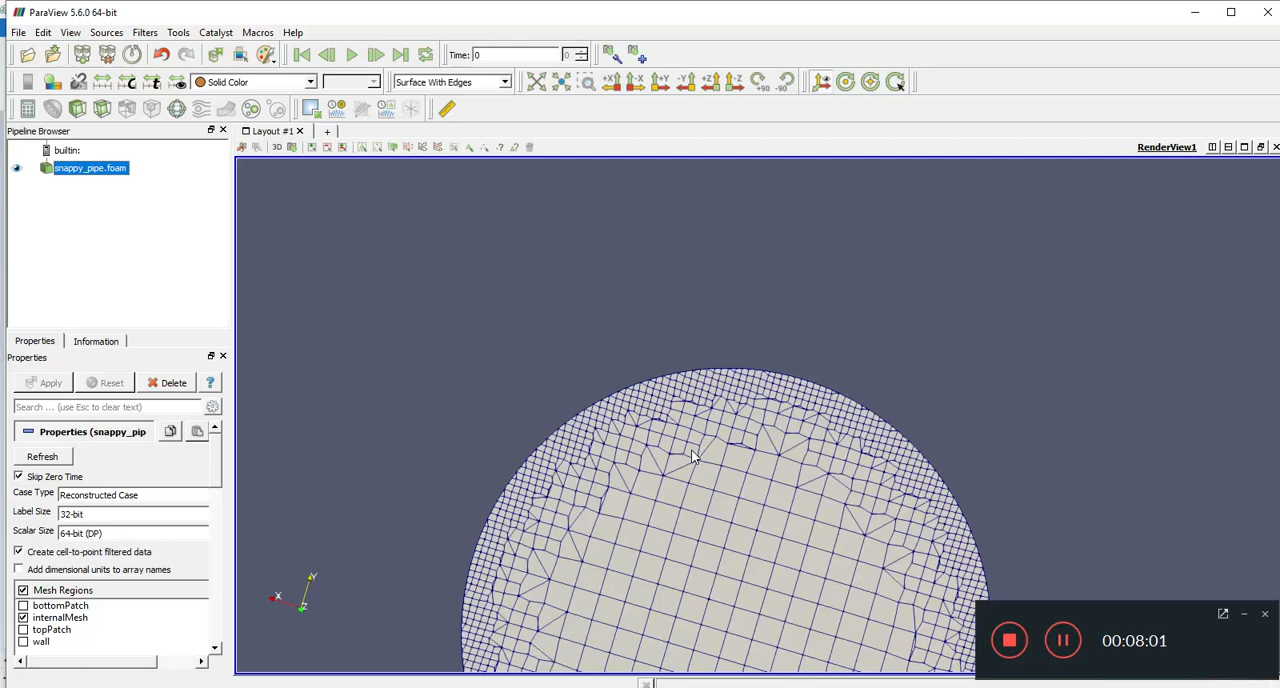 ParaView 5.6.0 64-bit
File Edit View Sources Filters Tools Catalyst Macros Help
Time: 0 0
+X -X +Y -Y +Z -Z +90 -90
Solid Color
Surface With Edges
Pipeline Browser
Layout #1
builtin:
3D
RenderView1
snappy_pipe.foam
Properties Information
Properties
Apply Reset Delete ?
Search ... (use Esc to clear text)
Properties (snappy_pip
Refresh
Skip Zero Time
Case Type Reconstructed Case
Label Size 32-bit
Scalar Size 64-bit (DP)
Create cell-to-point filtered data
Add dimensional units to array names
Mesh Regions
bottomPatch
internalMesh
topPatch
wall
X Y Z
00:08:01